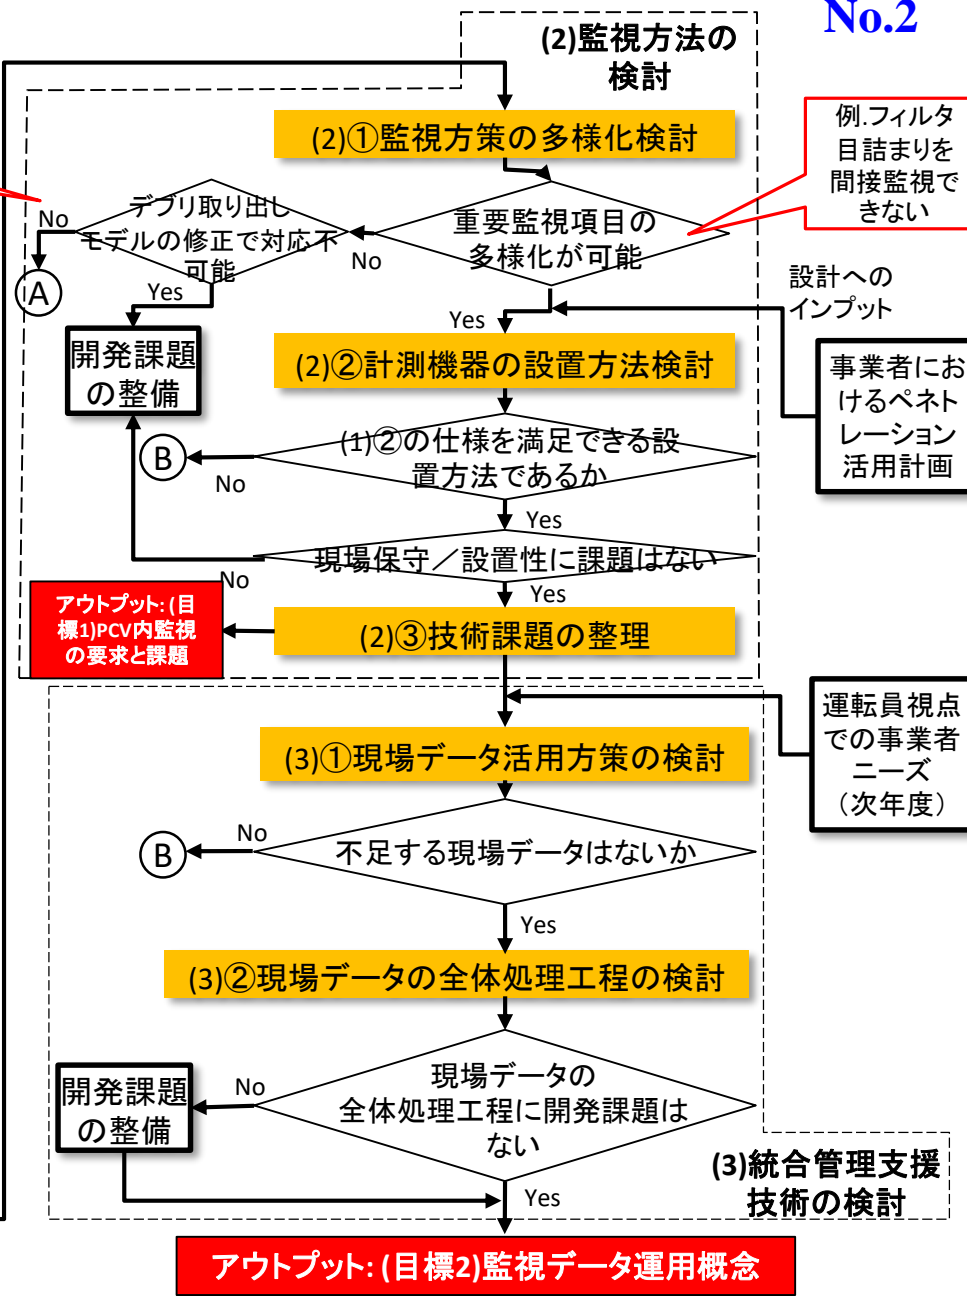 No.2
(2)監視方法の
検討
(2)①監視方策の多様化検討
例.フィルタ
目詰まりを
間接監視で
きない
重要監視項目の
多様化が可能
デブリ取り出し
モデルの修正で対応不
可能
No
No
A
Yes
Yes
設計への
インプット
開発課題
の整備
(2)②計測機器の設置方法検討
事業者にお
けるペネト
レーション
活用計画
(1)②の仕様を満足できる設
置方法であるか
B
No
Yes
現場保守／設置性に課題はない
No
Yes
アウトプット:(目
標1)PCV内監視
の要求と課題
(2)③技術課題の整理
運転員視点
での事業者
ニーズ
（次年度）
(3)①現場データ活用方策の検討
不足する現場データはないか
No
B
Yes
(3)②現場データの全体処理工程の検討
現場データの
全体処理工程に開発課題は
ない
No
開発課題
の整備
Yes
(3)統合管理支援
技術の検討
アウトプット:(目標2)監視データ運用概念